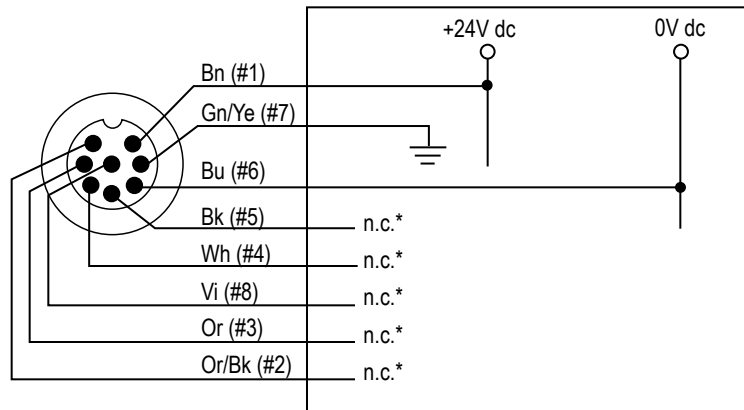 +24V dc
0V dc
Bn (#1)
Gn/Ye (#7)
Bu (#6)
Bk (#5)
n.c.*
Wh (#4)
n.c.*
Vi (#8)
n.c.*
Or (#3)
n.c.*
Or/Bk (#2)
n.c.*